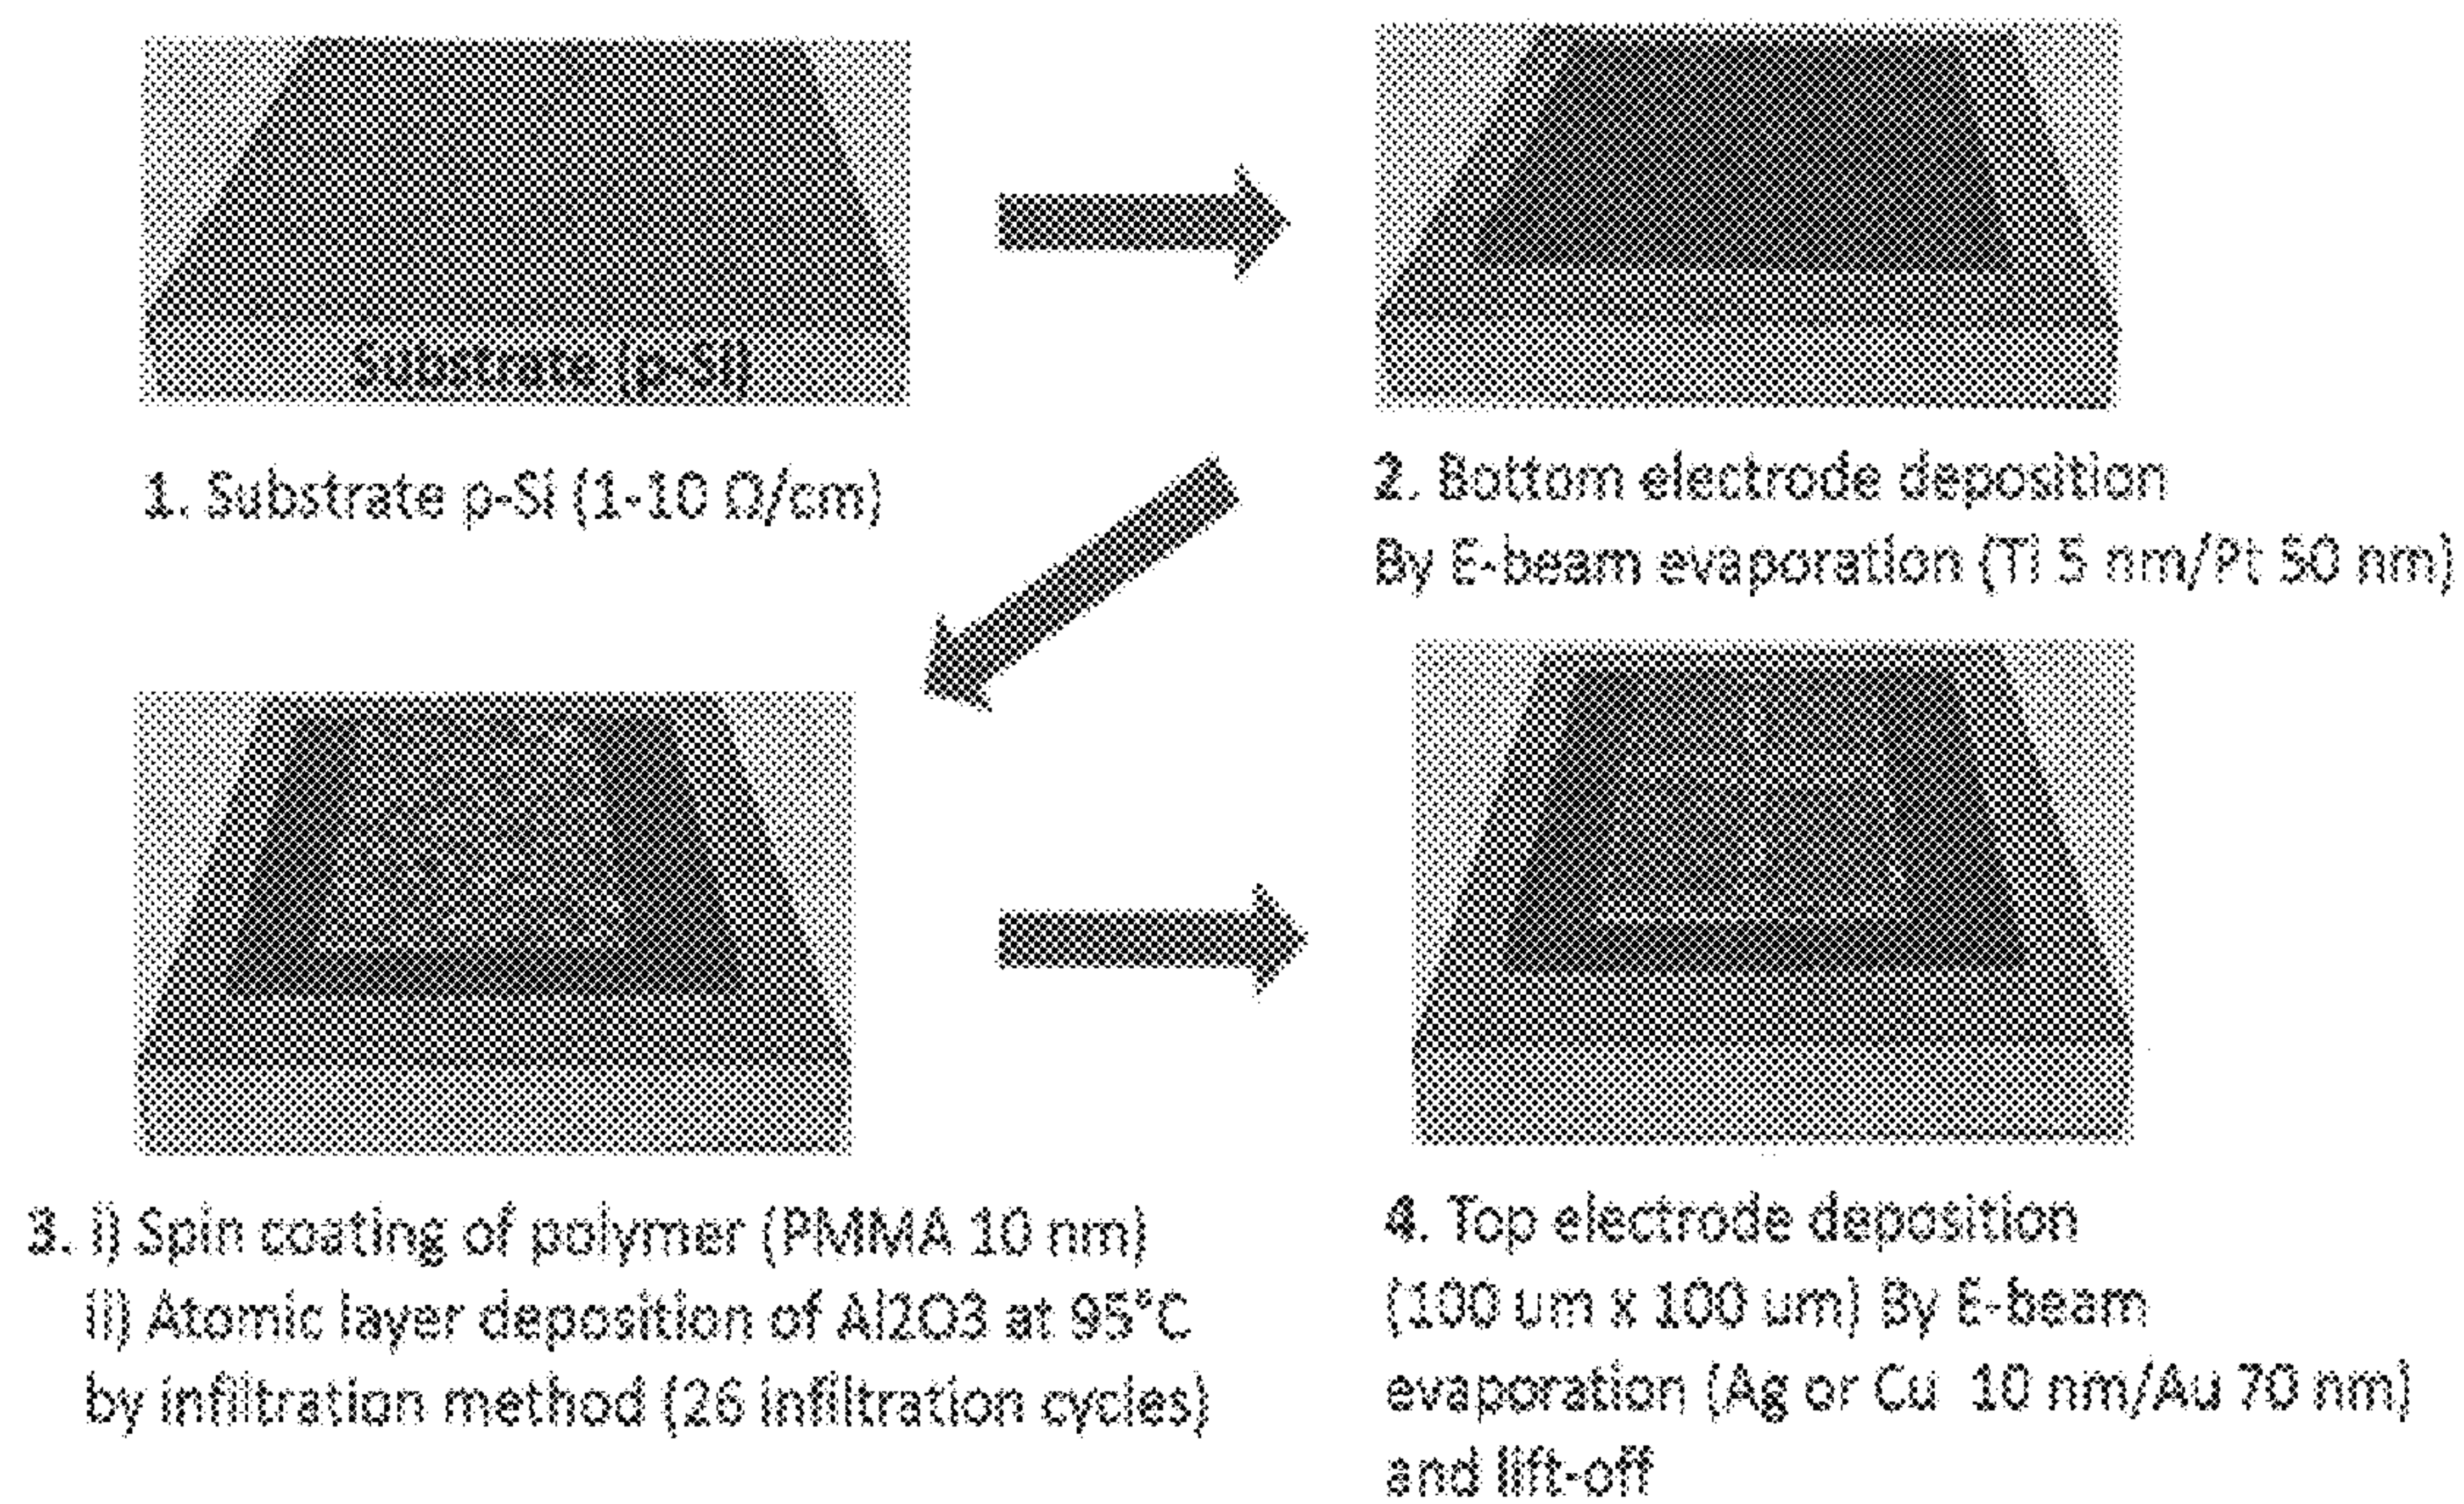 Substrate (p-Si)
1. Substrate p-Si (1-10 Ω/cm)
2. Bottom electrode deposition
By E-beam evaporation (Ti 5 nm/Pt 50 nm)
3. i) Spin coating of polymer (PMMA 10 nm)
ii) Atomic layer deposition of Al2O3 at 95°C
by infiltration method (26 infiltration cycles)
4. Top electrode deposition
(100 um x 100 um) By E-beam
evaporation (Ag or Cu 10 nm/Au 70 nm)
and lift-off